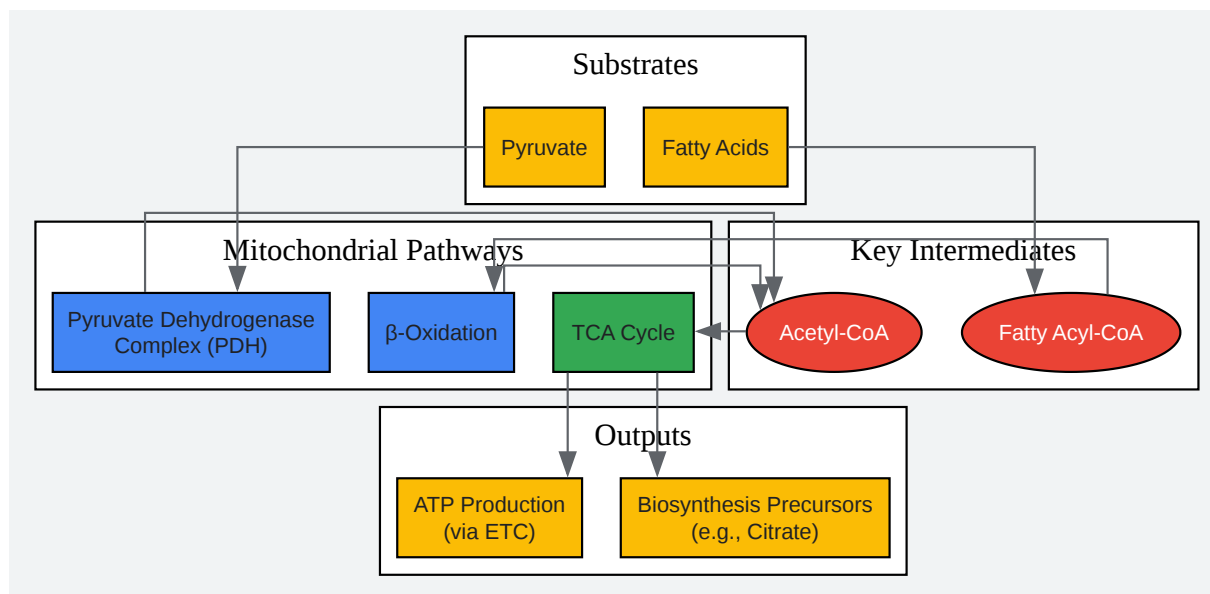 Substrates
Pyruvate
Fatty Acids
Mitochondrial Pathways
Key Intermediates
Pyruvate Dehydrogenase
Complex (PDH)
β-Oxidation
TCA Cycle
Acetyl-CoA
Fatty Acyl-CoA
Outputs
ATP Production
(via ETC)
Biosynthesis Precursors
(e.g., Citrate)